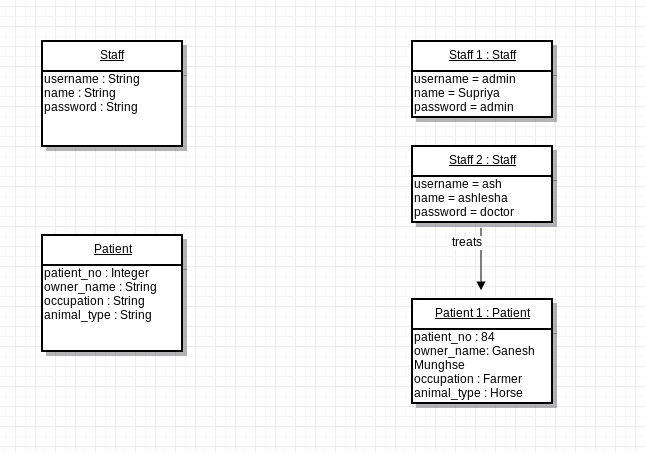 Staff
username : String
name : String
password : String
Patient
patient_no : Integer
owner_name : String
occupation : String
animal_type : String
Staff 1 : Staff
username = admin
name = Supriya
password = admin
Staff 2 : Staff
username = ash
name = ashlesha
password = doctor
treats
Patient 1 : Patient
patient_no : 84
owner_name: Ganesh
Munghse
occupation : Farmer
animal_type : Horse